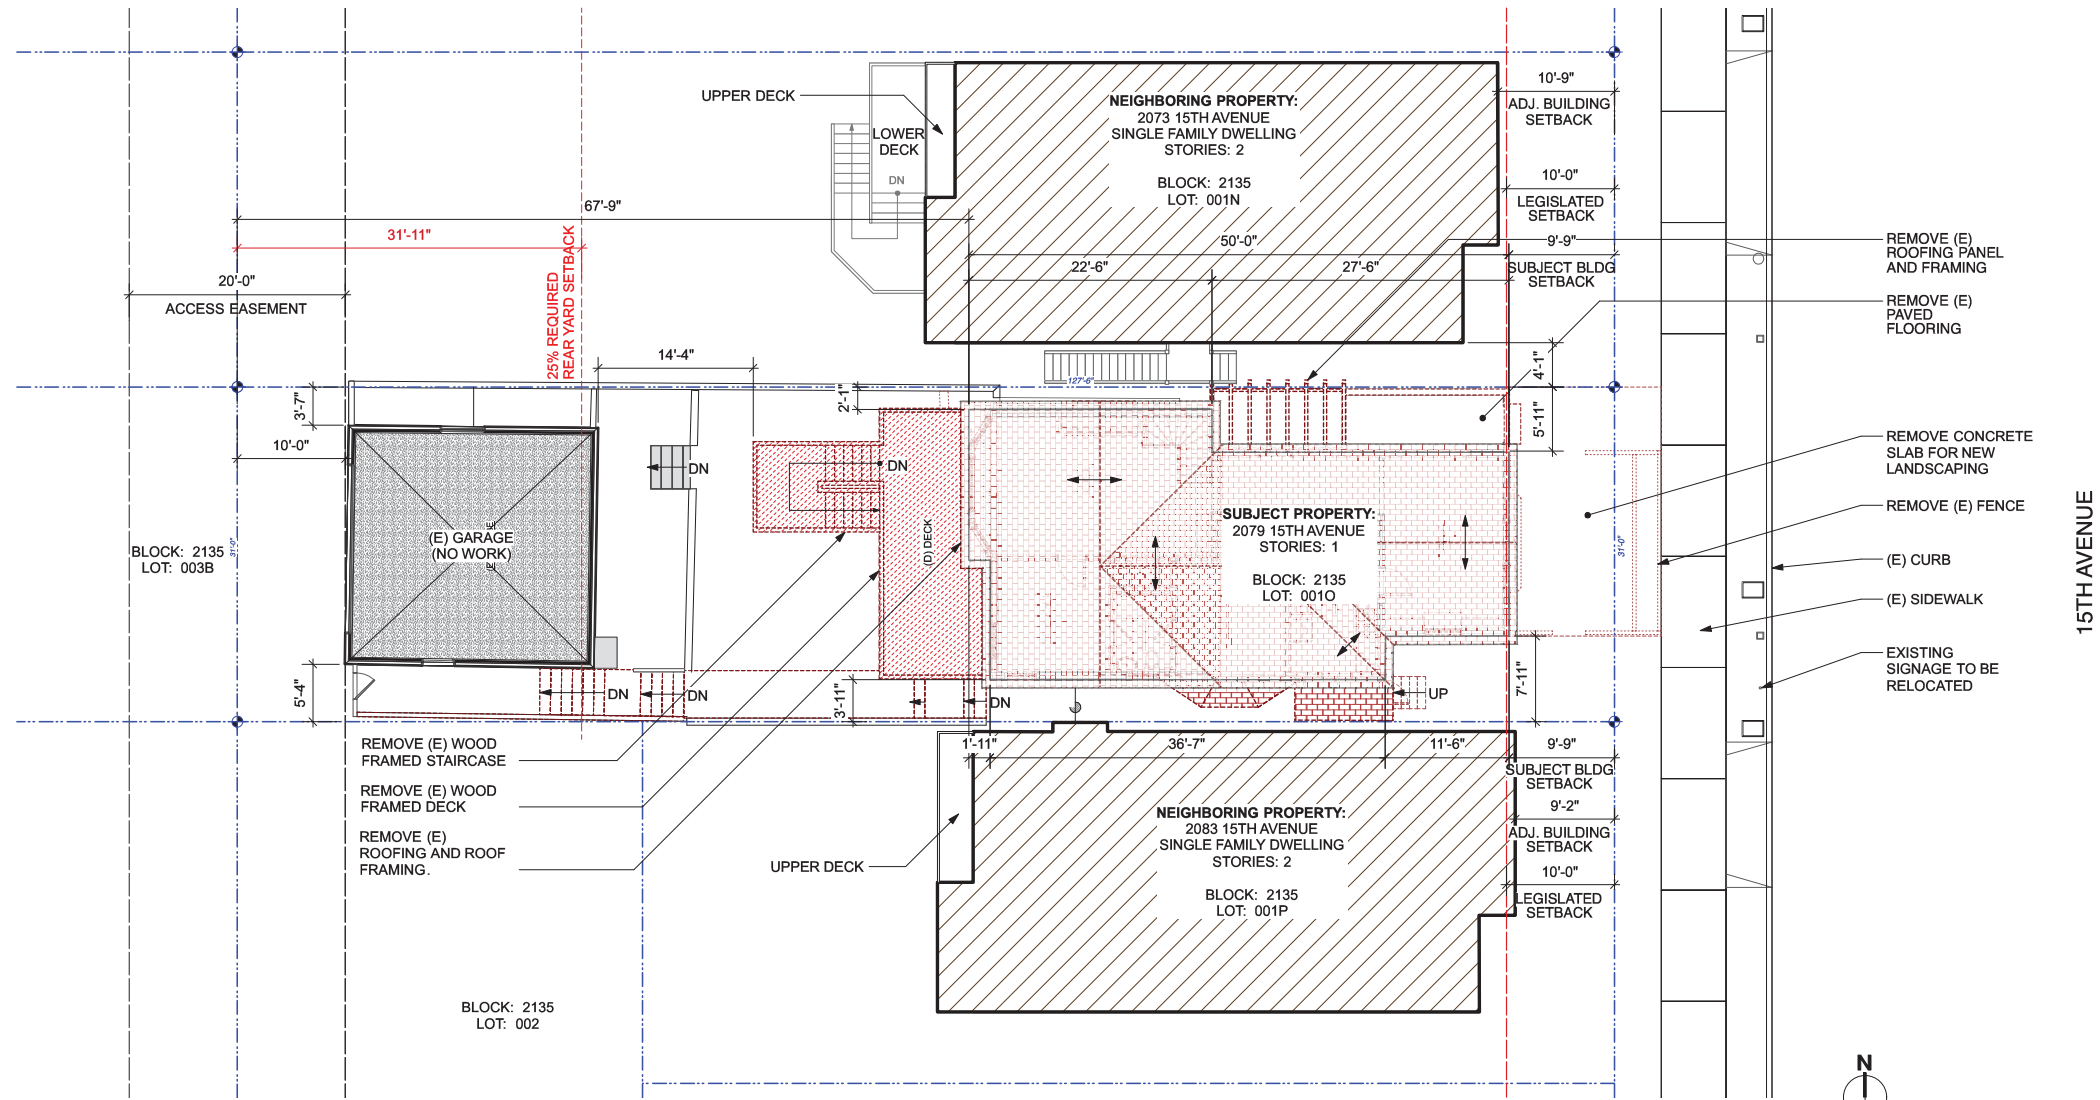 UPPER DECK
LOWER
DECK
DN
NEIGHBORING PROPERTY:
2073 15TH AVENUE
SINGLE FAMILY DWELLING
STORIES: 2
BLOCK: 2135
LOT: 001N
10'-9"
ADJ. BUILDING
SETBACK
10'-0"
LEGISLATED
SETBACK
9'-9"
SUBJECT BLDG
SETBACK
67'-9"
31'-11"
20'-0"
ACCESS EASEMENT
25% REQUIRED
REAR YARD SETBACK
50'-0"
22'-6"
27'-6"
REMOVE (E)
ROOFING PANEL
AND FRAMING
REMOVE (E)
PAVED
FLOORING
14'-4"
127'-6"
4'-1"
5'-11"
3'-7"
2'-1"
10'-0"
DN
DN
(E) GARAGE
(NO WORK)
BLOCK: 2135
LOT: 003B
31'-0"
(D) DECK
SUBJECT PROPERTY:
2079 15TH AVENUE
STORIES: 1
BLOCK: 2135
LOT: 001O
31'-0"
REMOVE CONCRETE
SLAB FOR NEW
LANDSCAPING
REMOVE (E) FENCE
(E) CURB
(E) SIDEWALK
EXISTING
SIGNAGE TO BE
RELOCATED
15TH AVENUE
5'-4"
DN
DN
3'-11"
DN
UP
7'-11"
REMOVE (E) WOOD
FRAMED STAIRCASE
REMOVE (E) WOOD
FRAMED DECK
REMOVE (E)
ROOFING AND ROOF
FRAMING.
1'-11"
36'-7"
11'-6"
9'-9"
SUBJECT BLDG
SETBACK
9'-2"
ADJ. BUILDING
SETBACK
10'-0"
LEGISLATED
SETBACK
UPPER DECK
NEIGHBORING PROPERTY:
2083 15TH AVENUE
SINGLE FAMILY DWELLING
STORIES: 2
BLOCK: 2135
LOT: 001P
BLOCK: 2135
LOT: 002
N